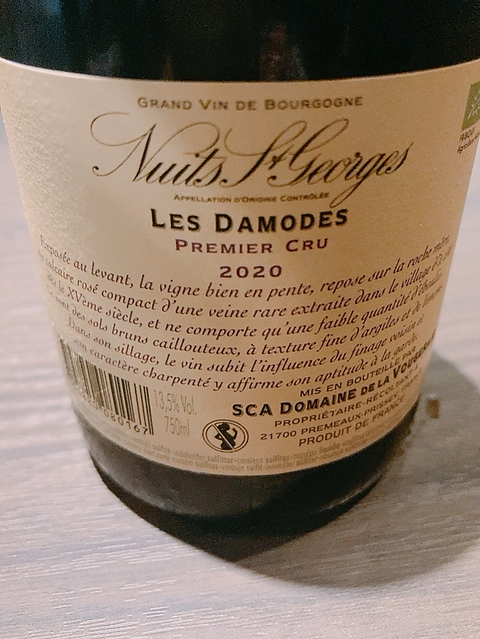 GRAND VIN DE BOURGOGNE
Nuits St Georges
APPELLATION D'ORIGINE CONTRÔLÉE
LES DAMODES
PREMIER CRU
2020
Exposée au levant, la vigne bien en pente, repose sur la roche mère,
calcaire rosé compact d'une veine rare extraite dans le village
le XVème siècle, et ne comporte qu'une faible quantité d'éboulis
des sols bruns caillouteux, à texture fine d'argiles et de limons.
Dans son sillage, le vin subit l'influence du finage voisin
son caractère charpenté y affirme son aptitude à la garde.
MIS EN BOUTEILLE PAR
SCA DOMAINE DE LA VOUGERAIE
PROPRIÉTAIRE-RÉCOLTANT
21700 PREMEAUX-PRISSEY
PRODUIT DE FRANCE
13,5% Vol.
750ml